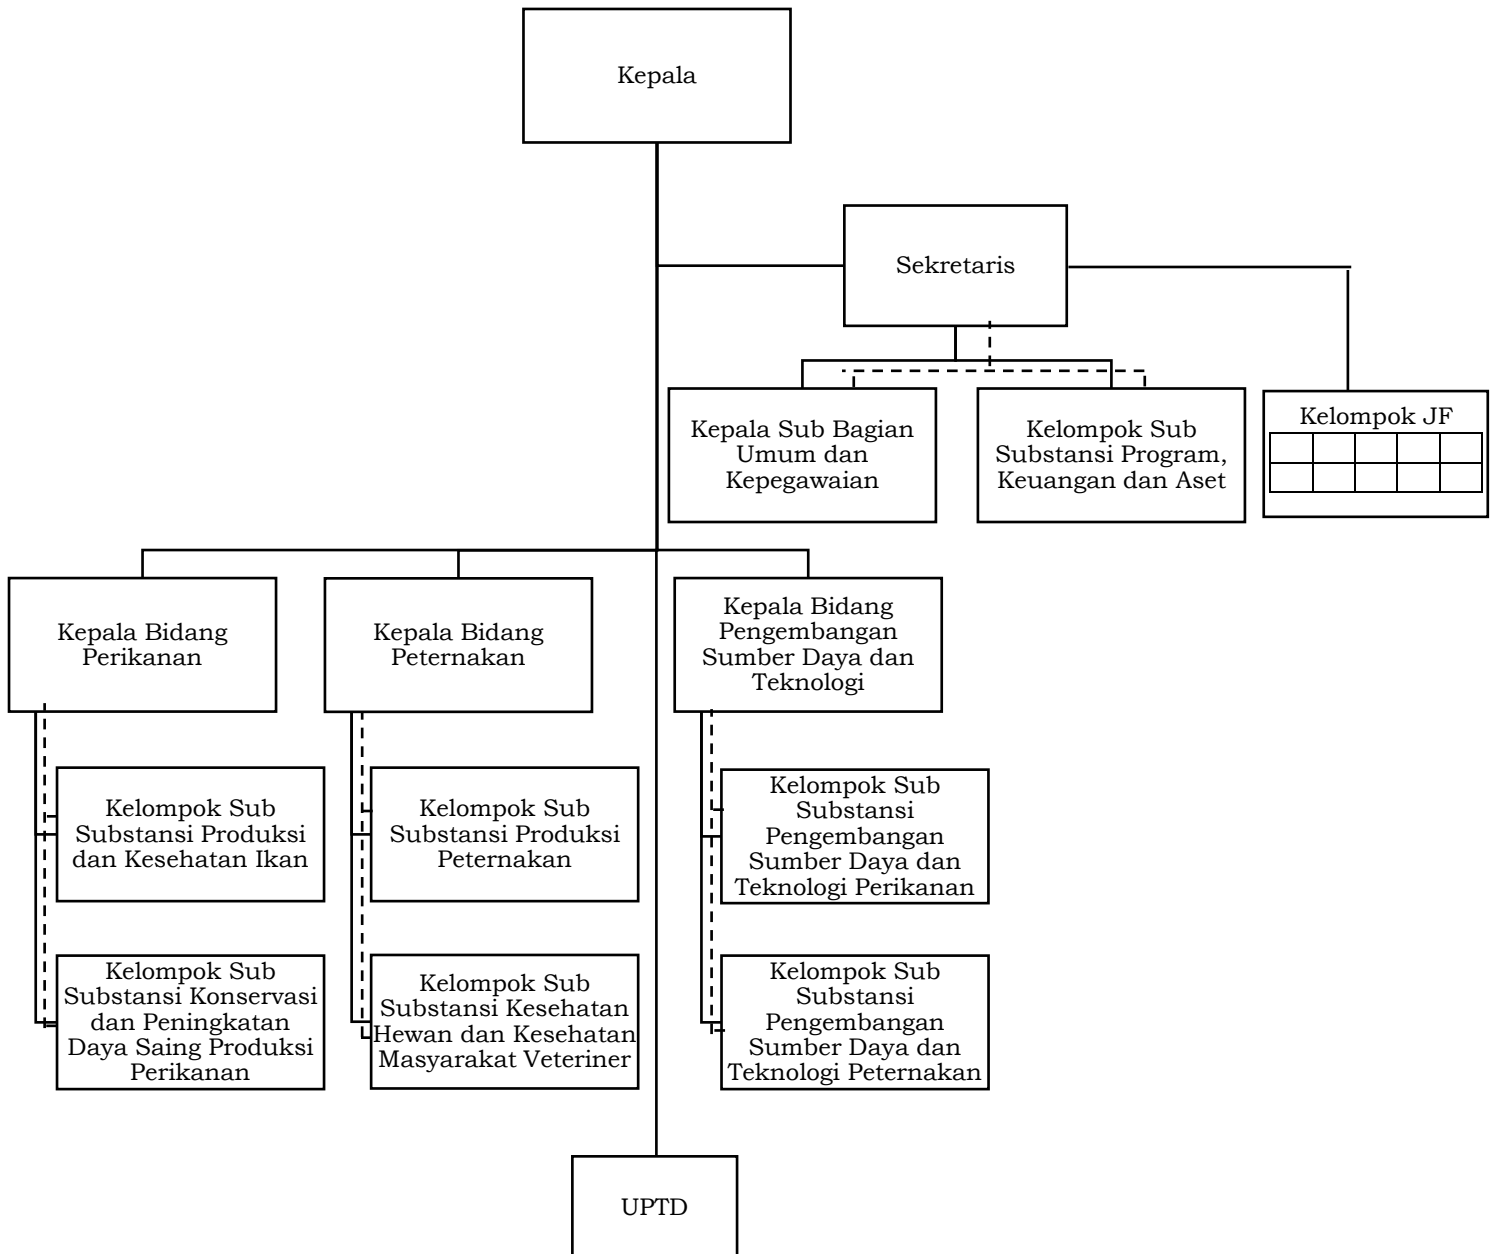 Kepala
Sekretaris
Kepala Sub Bagian
Umum dan
Kepegawaian
Kelompok Sub
Substansi Program,
Keuangan dan Aset
Kelompok JF
Kepala Bidang
Perikanan
Kepala Bidang
Peternakan
Kepala Bidang
Pengembangan
Sumber Daya dan
Teknologi
Kelompok Sub
Substansi Produksi
dan Kesehatan Ikan
Kelompok Sub
Substansi Produksi
Peternakan
Kelompok Sub
Substansi
Pengembangan
Sumber Daya dan
Teknologi Perikanan
Kelompok Sub
Substansi Konservasi
dan Peningkatan
Daya Saing Produksi
Perikanan
Kelompok Sub
Substansi Kesehatan
Hewan dan Kesehatan
Masyarakat Veteriner
Kelompok Sub
Substansi
Pengembangan
Sumber Daya dan
Teknologi Peternakan
UPTD